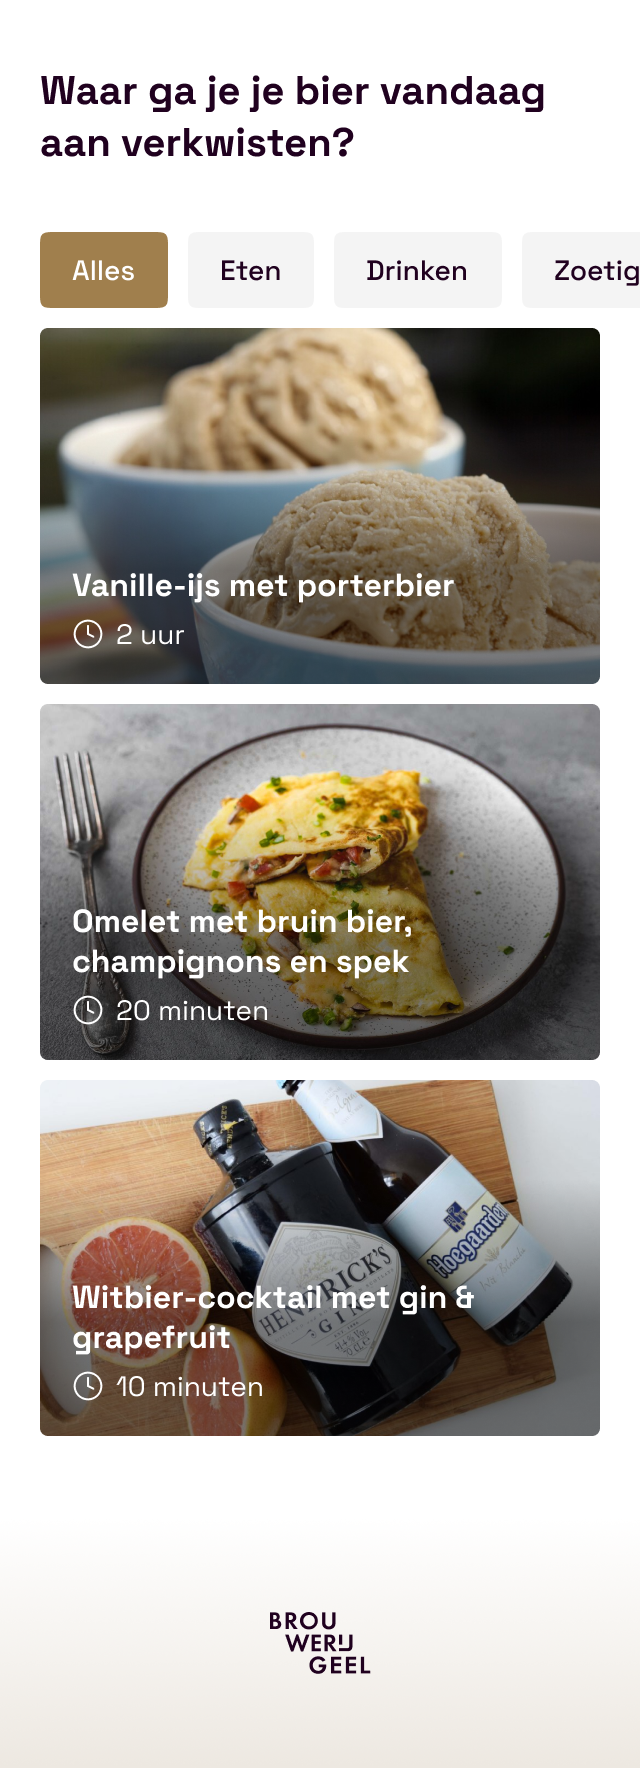 Waar ga je je bier vandaag
aan verkwisten?
Alles
Eten
Drinken
Zoetig
Vanille-ijs met porterbier
2 uur
Omelet met bruin bier,
champignons en spek
20 minuten
Hoegaarden
HENDRICK'S
GIN
Witbier-cocktail met gin &
grapefruit
10 minuten
BROU
WERIJ
GEEL